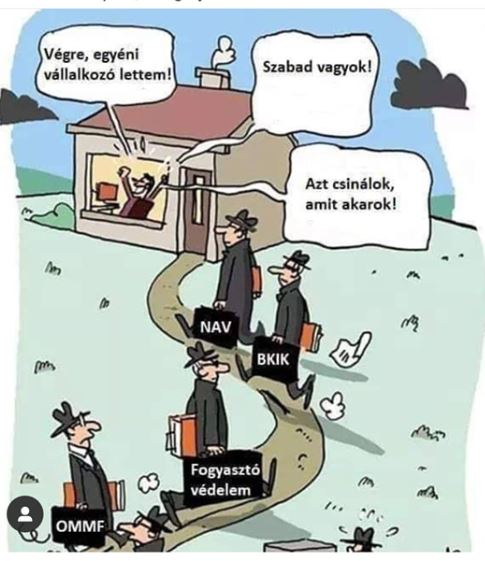 Végre, egyéni
vállalkozó lettem!
Szabad vagyok!
Azt csinálok,
amit akarok!
NAV
BKIK
Fogyasztó
védelem
OMMF